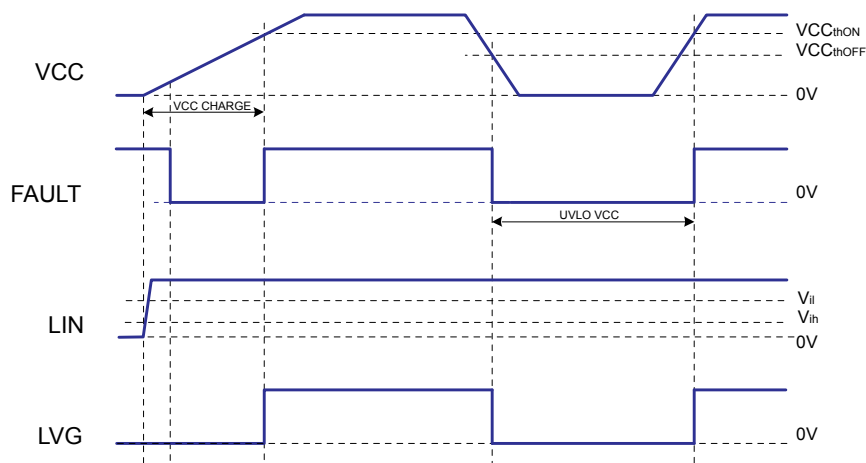 VCCthON
VCCthOFF
VCC
0V
VCC CHARGE
FAULT
0V
UVLO VCC
Vil
LIN
Vih
0V
LVG
0V